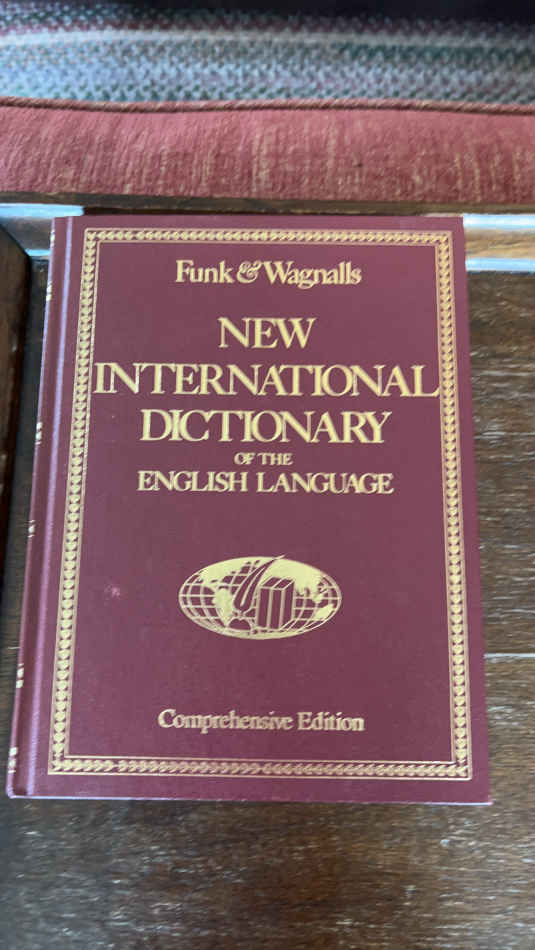 Funk & Wagnalls
NEW
INTERNATIONAL
DICTIONARY
OF THE
ENGLISH LANGUAGE
Comprehensive Edition